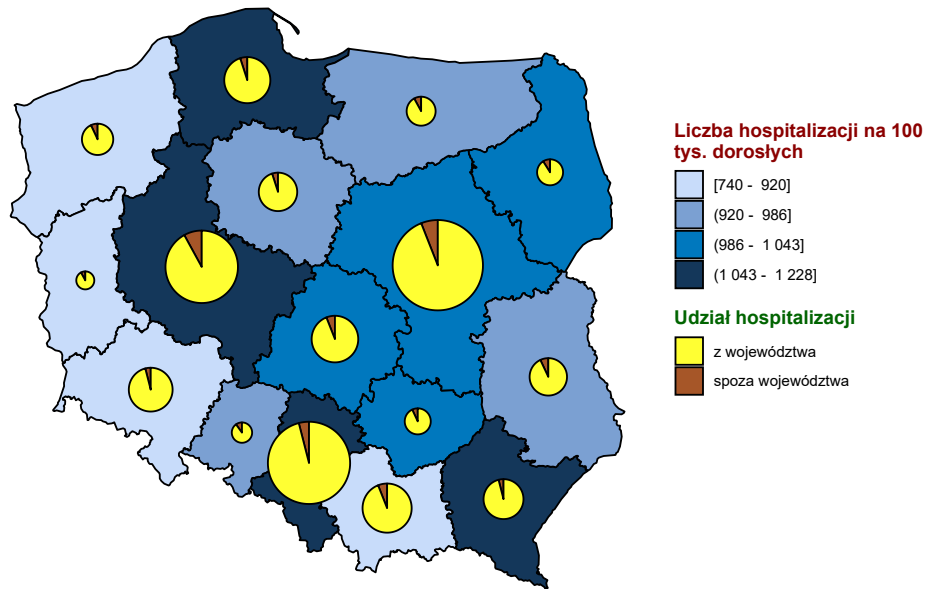 Liczba hospitalizacji na 100
tys. dorosłych
[740 - 920]
(920 - 986]
(986 - 1 043]
(1 043 - 1 228]
Udział hospitalizacji
z województwa
spoza województwa